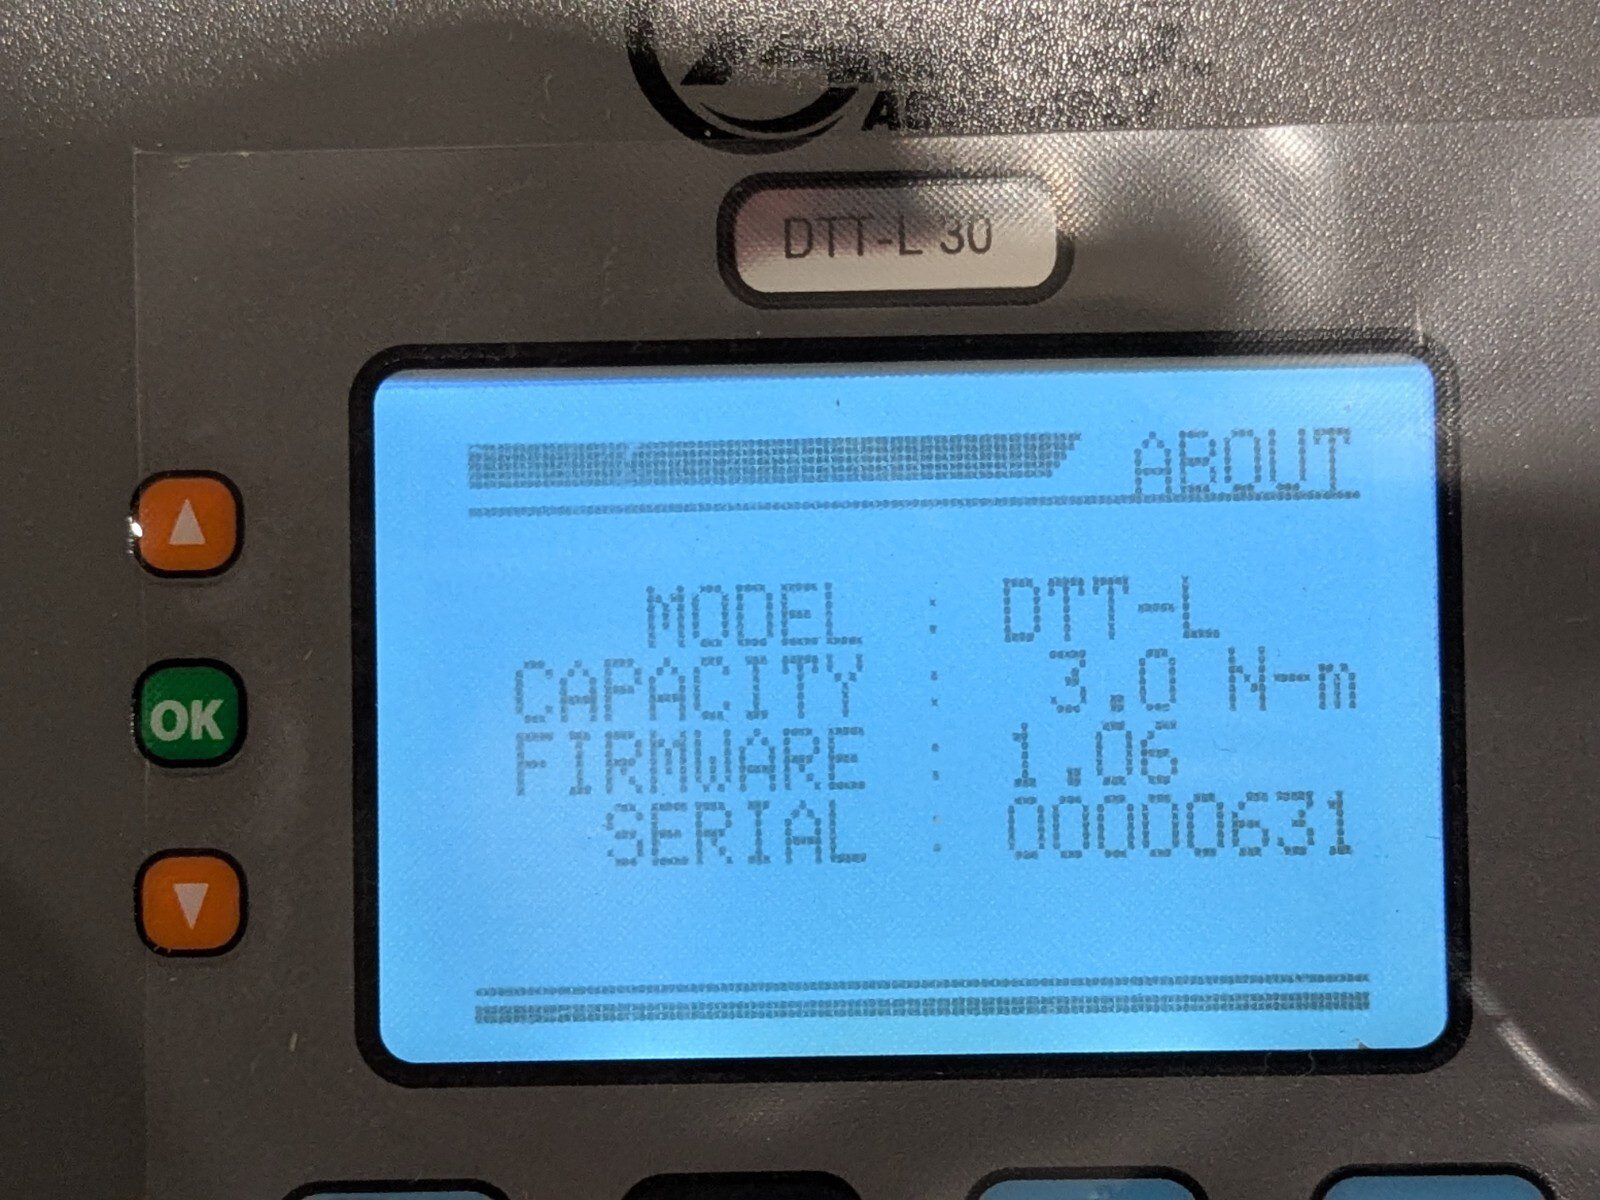 DTT-L 30
ABOUT
MODEL : DTT-L
CAPACITY : 3.0 N-m
FIRMWARE : 1.06
SERIAL : 00000631
OK